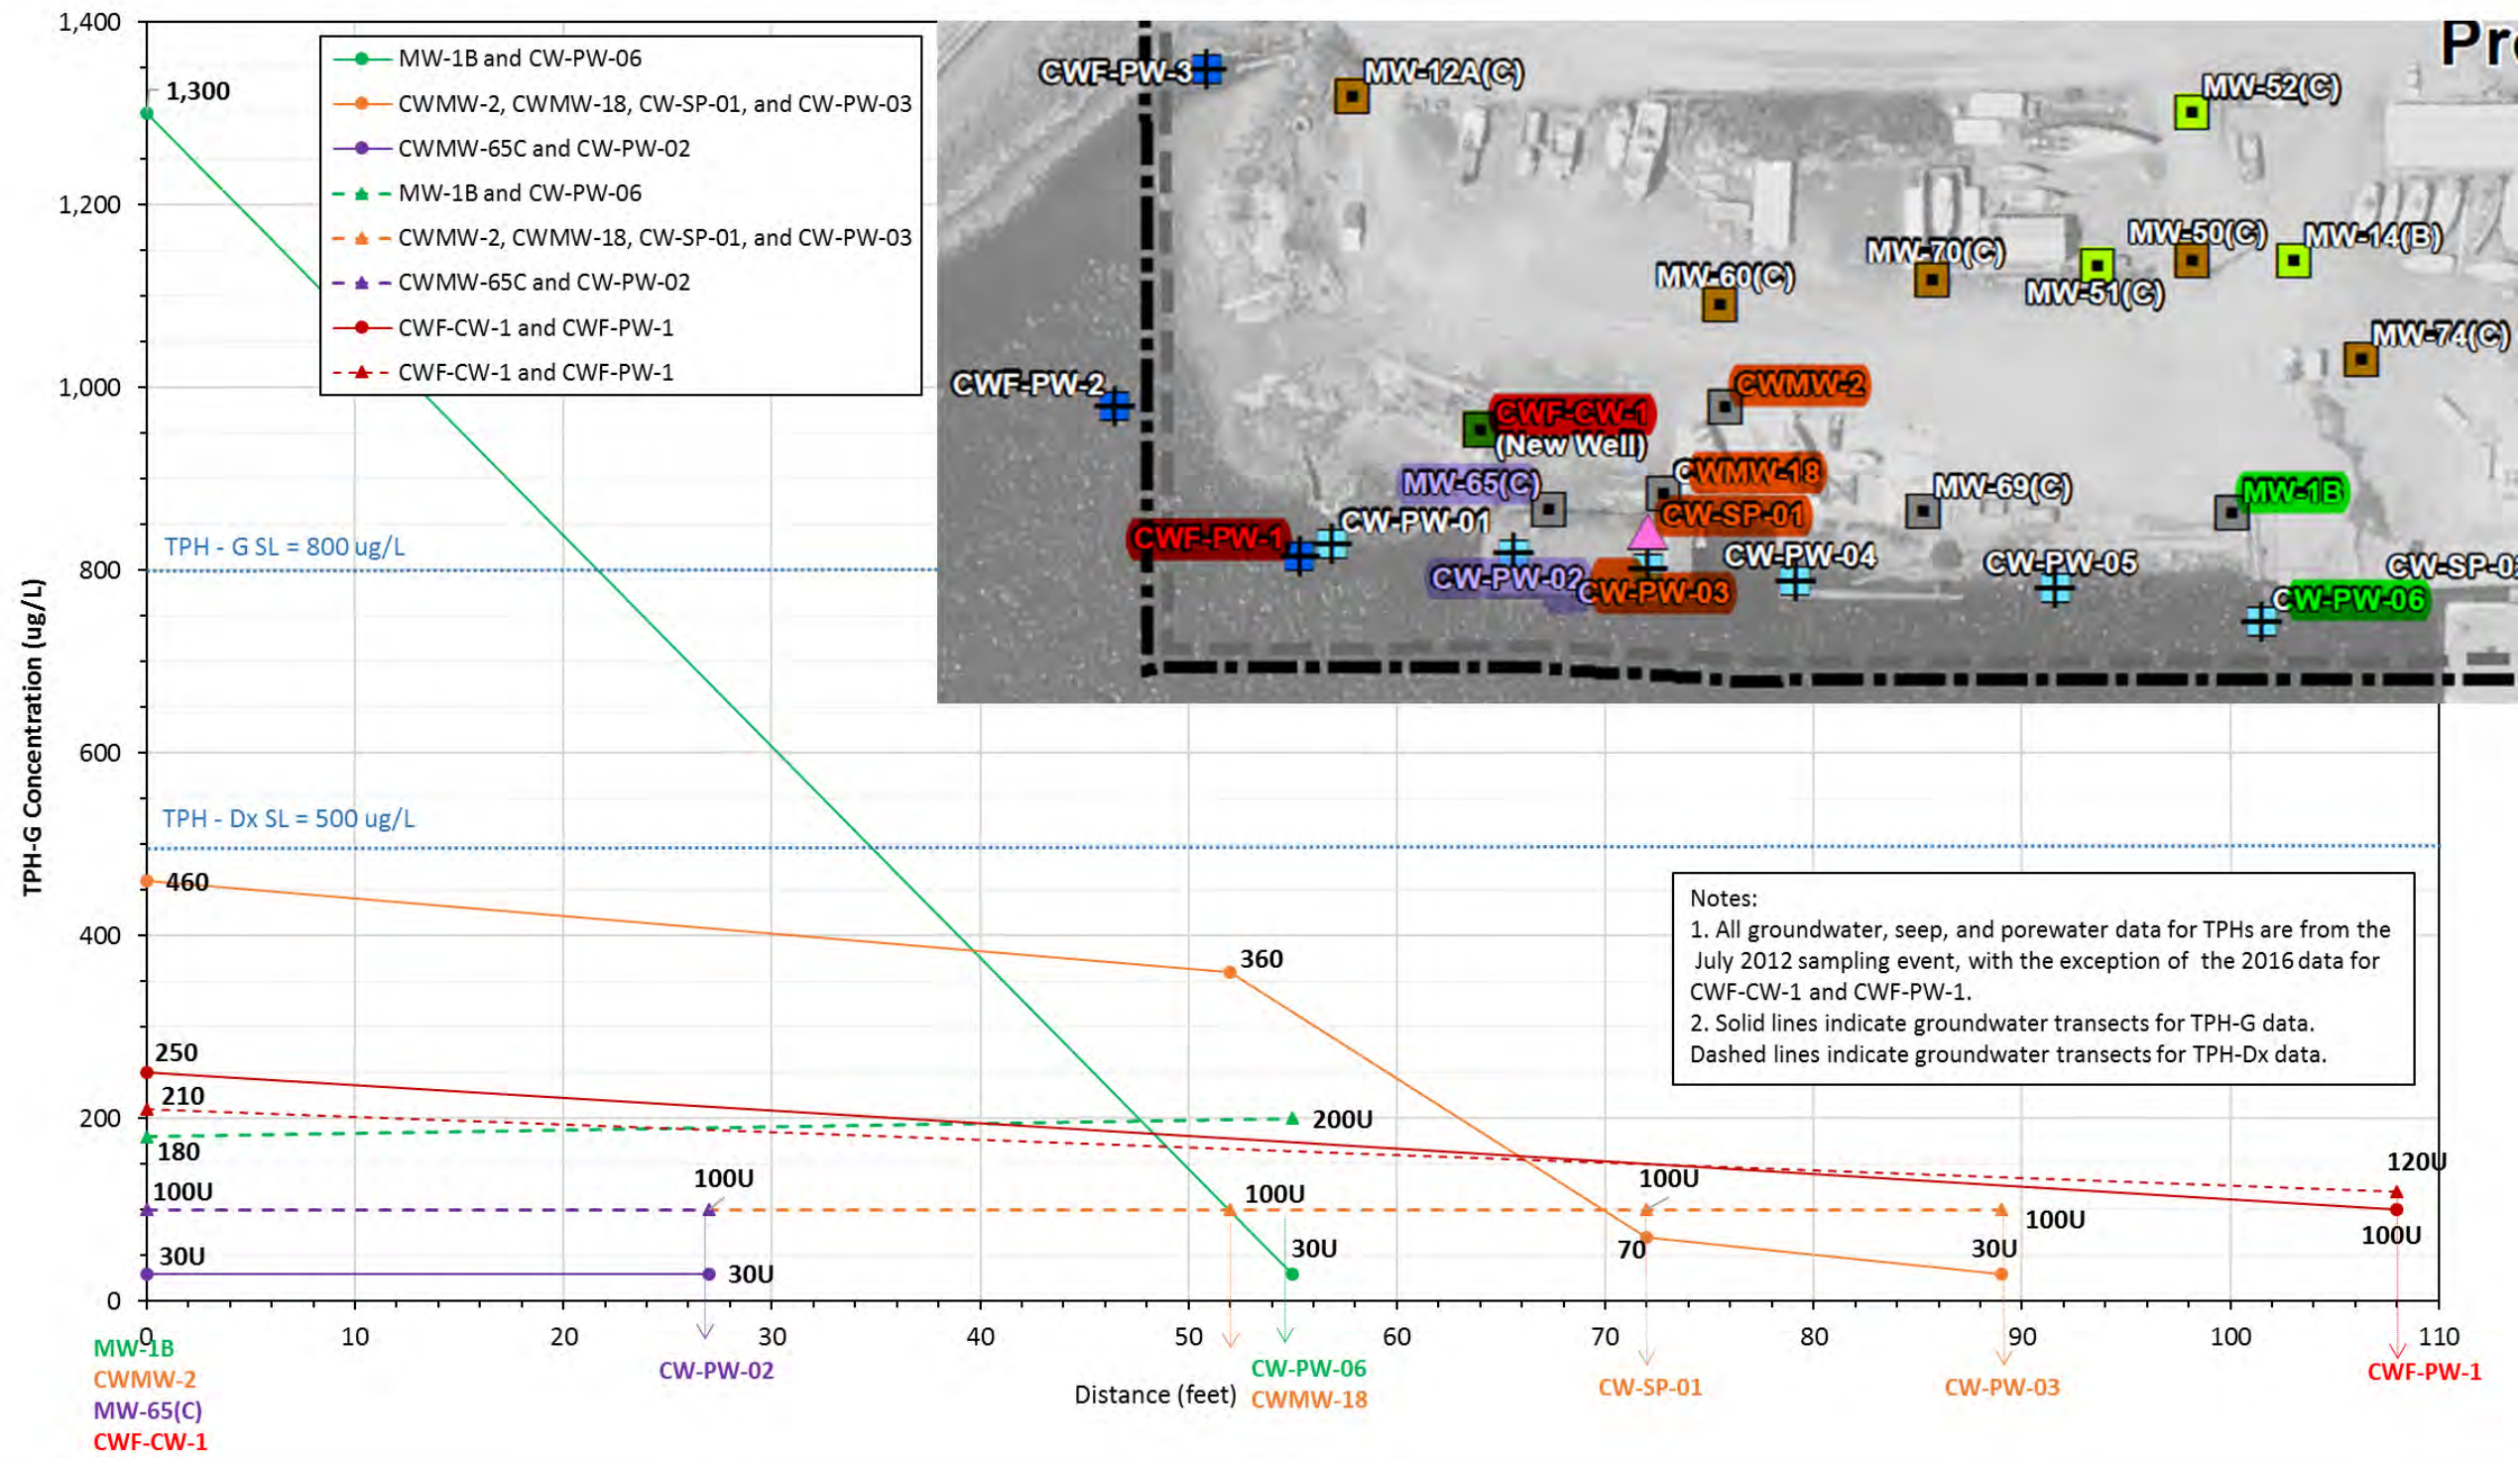 1,400
1,300
1,200
1,000
800
600
400
200
0
TPH-G Concentration (ug/L)
MW-1B and CW-PW-06
CWMW-2, CWMW-18, CW-SP-01, and CW-PW-03
CWMW-65C and CW-PW-02
MW-1B and CW-PW-06
CWMW-2, CWMW-18, CW-SP-01, and CW-PW-03
CWMW-65C and CW-PW-02
CWF-CW-1 and CWF-PW-1
CWF-CW-1 and CWF-PW-1
CWF-PW-3
MW-12A(C)
MW-52(C)
MW-70(C)
MW-50(C)
MW-14(B)
MW-60(C)
MW-51(C)
MW-74(C)
CWF-PW-2
CWMW-2
CWF-CW-1
(New Well)
MW-65(C)
CWMW-18
MW-69(C)
MW-1B
CW-SP-01
CW-PW-01
CWF-PW-1
CW-PW-04
CW-PW-05
CW-PW-02
CW-PW-03
CW-PW-06
TPH - G SL = 800 ug/L
TPH - Dx SL = 500 ug/L
460
360
250
210
180
200U
100U
100U
100U
100U
100U
120U
100U
30U
30U
30U
70
30U
Notes:
1. All groundwater, seep, and porewater data for TPHs are from the
July 2012 sampling event, with the exception of the 2016 data for
CWF-CW-1 and CWF-PW-1.
2. Solid lines indicate groundwater transects for TPH-G data.
Dashed lines indicate groundwater transects for TPH-Dx data.
0 10 20 30 40 50 60 70 80 90 100 110
MW-1B
CWMW-2
MW-65(C)
CWF-CW-1
CW-PW-02
Distance (feet)
CW-PW-06
CWMW-18
CW-SP-01
CW-PW-03
CWF-PW-1